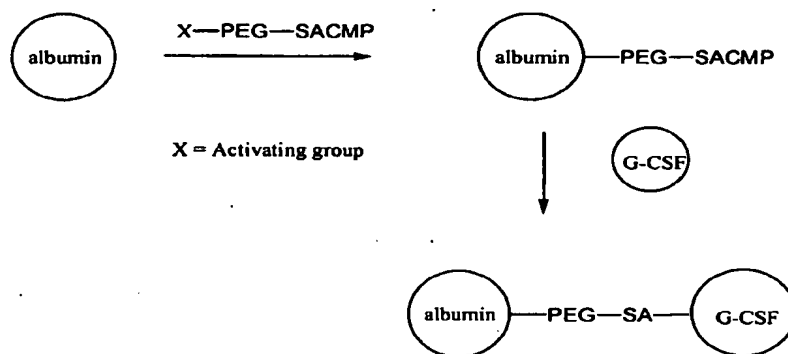 X—PEG—SACMP
albumin
albumin—PEG—SACMP
X = Activating group
G-CSF
albumin—PEG—SA—G-CSF